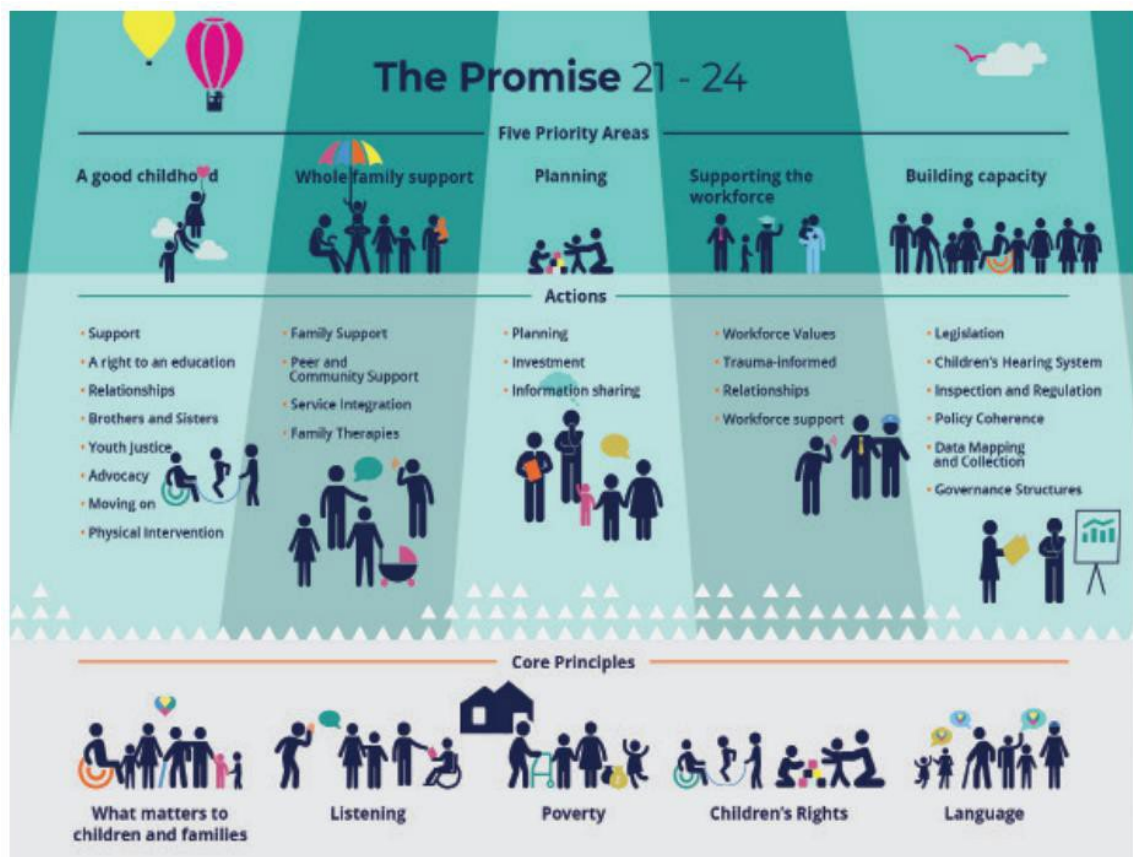 The Promise 21 - 24
Five Priority Areas
A good childhood
Whole family support
Planning
Supporting the
workforce
Building capacity
Actions
• Support
• A right to an education
• Relationships
• Brothers and Sisters
• Youth Justice
• Advocacy
• Moving on
• Physical Intervention
• Family Support
• Peer and
Community Support
• Service Integration
• Family Therapies
• Planning
• Investment
• Information sharing
• Workforce Values
• Trauma-informed
• Relationships
• Workforce support
• Legislation
• Children's Hearing System
• Inspection and Regulation
• Policy Coherence
• Data Mapping
and Collection
• Governance Structures
Core Principles
What matters to
children and families
Listening
Poverty
Children's Rights
Language